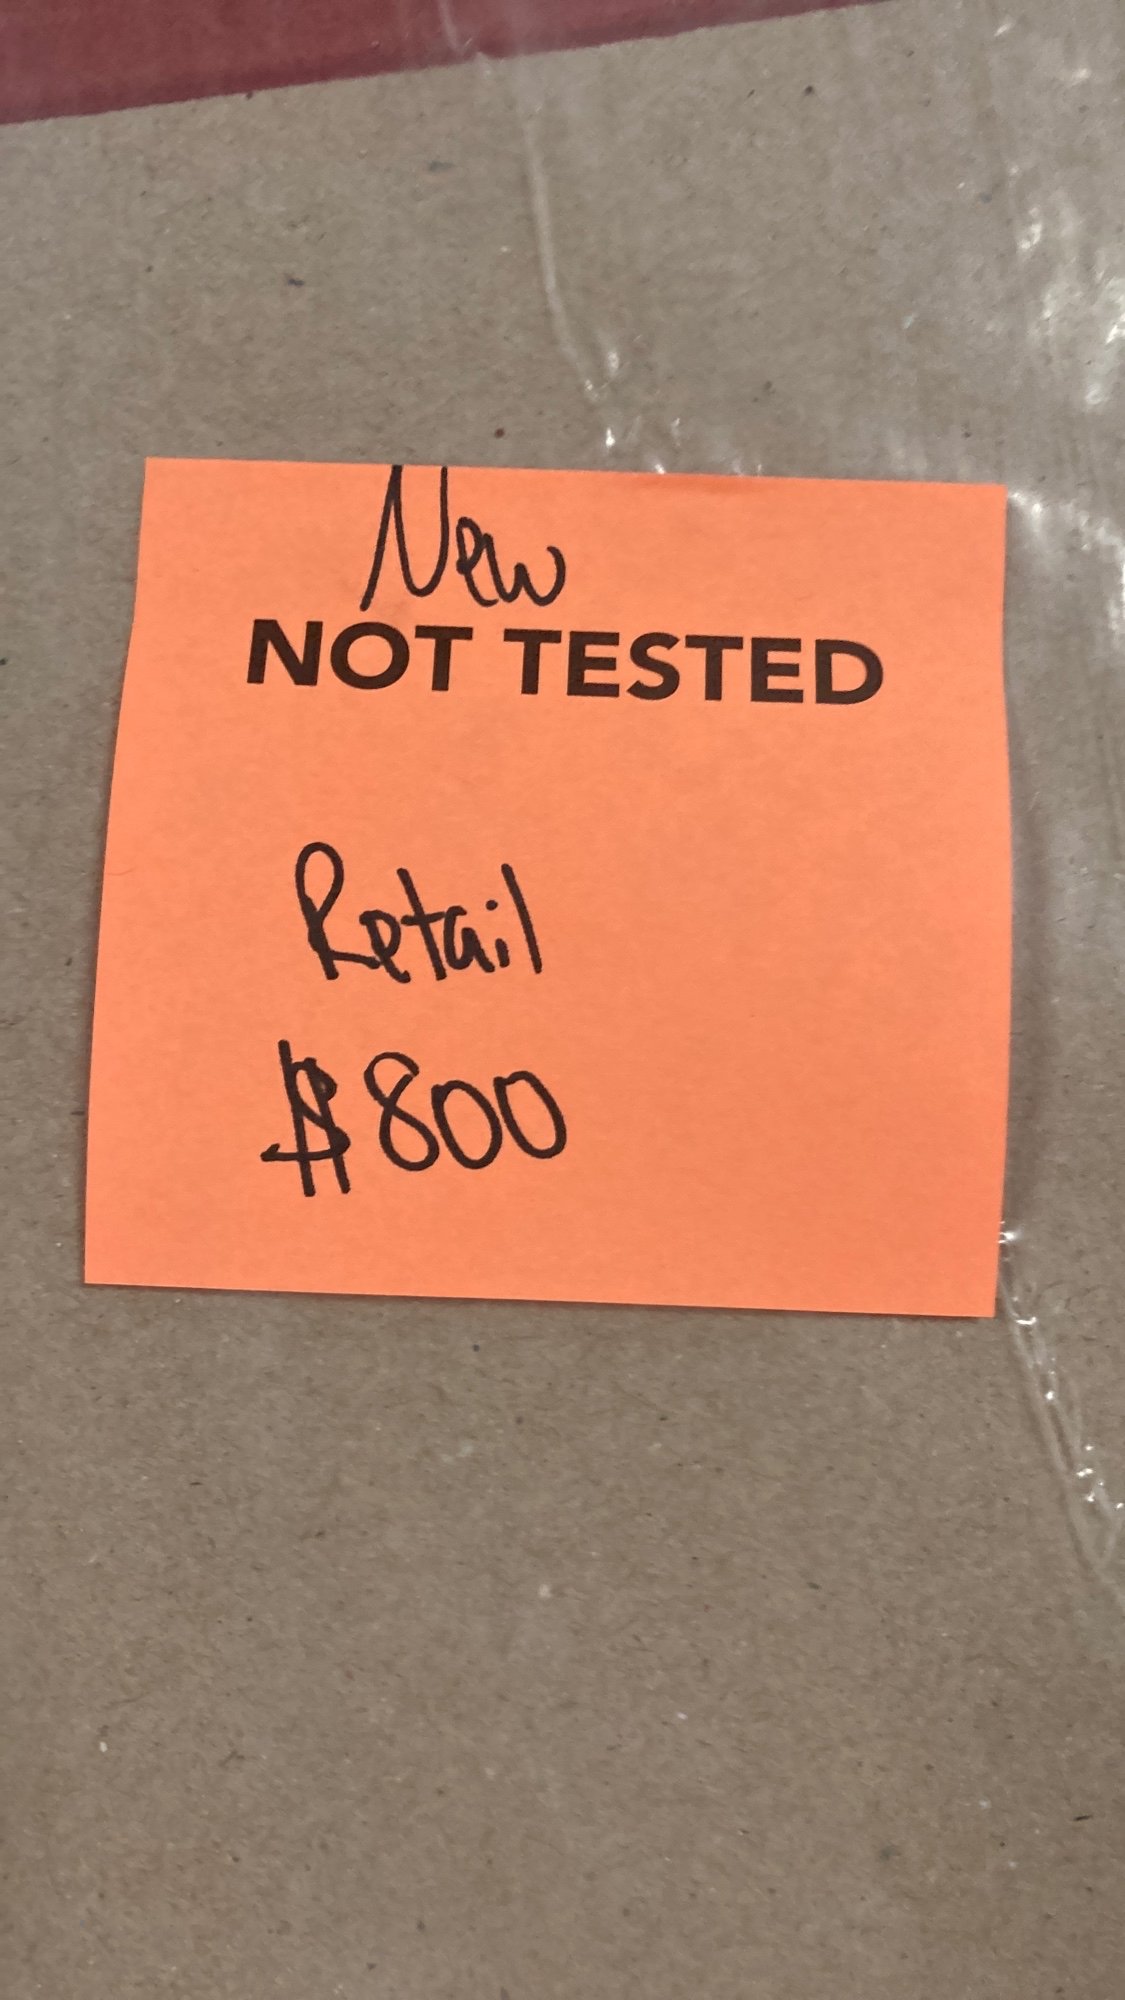 New
NOT TESTED
Retail
$800